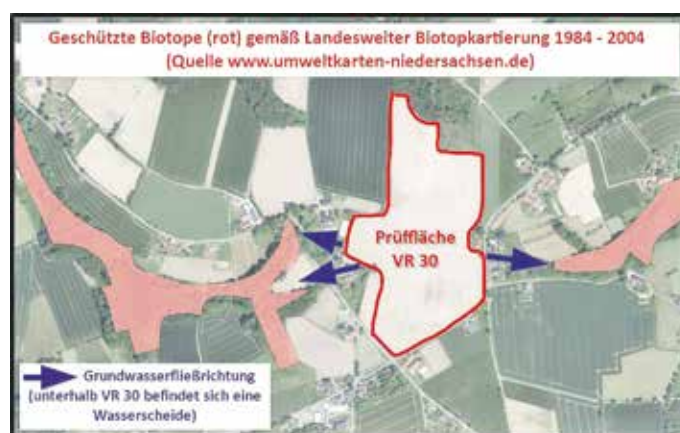 Geschützte Biotope (rot) gemäß Landesweiter Biotopkartierung 1984 - 2004
(Quelle www.umweltkarten-niedersachsen.de)
Prüffläche
VR 30
Grundwasserfließrichtung
(unterhalb VR 30 befindet sich eine
Wasserscheide)